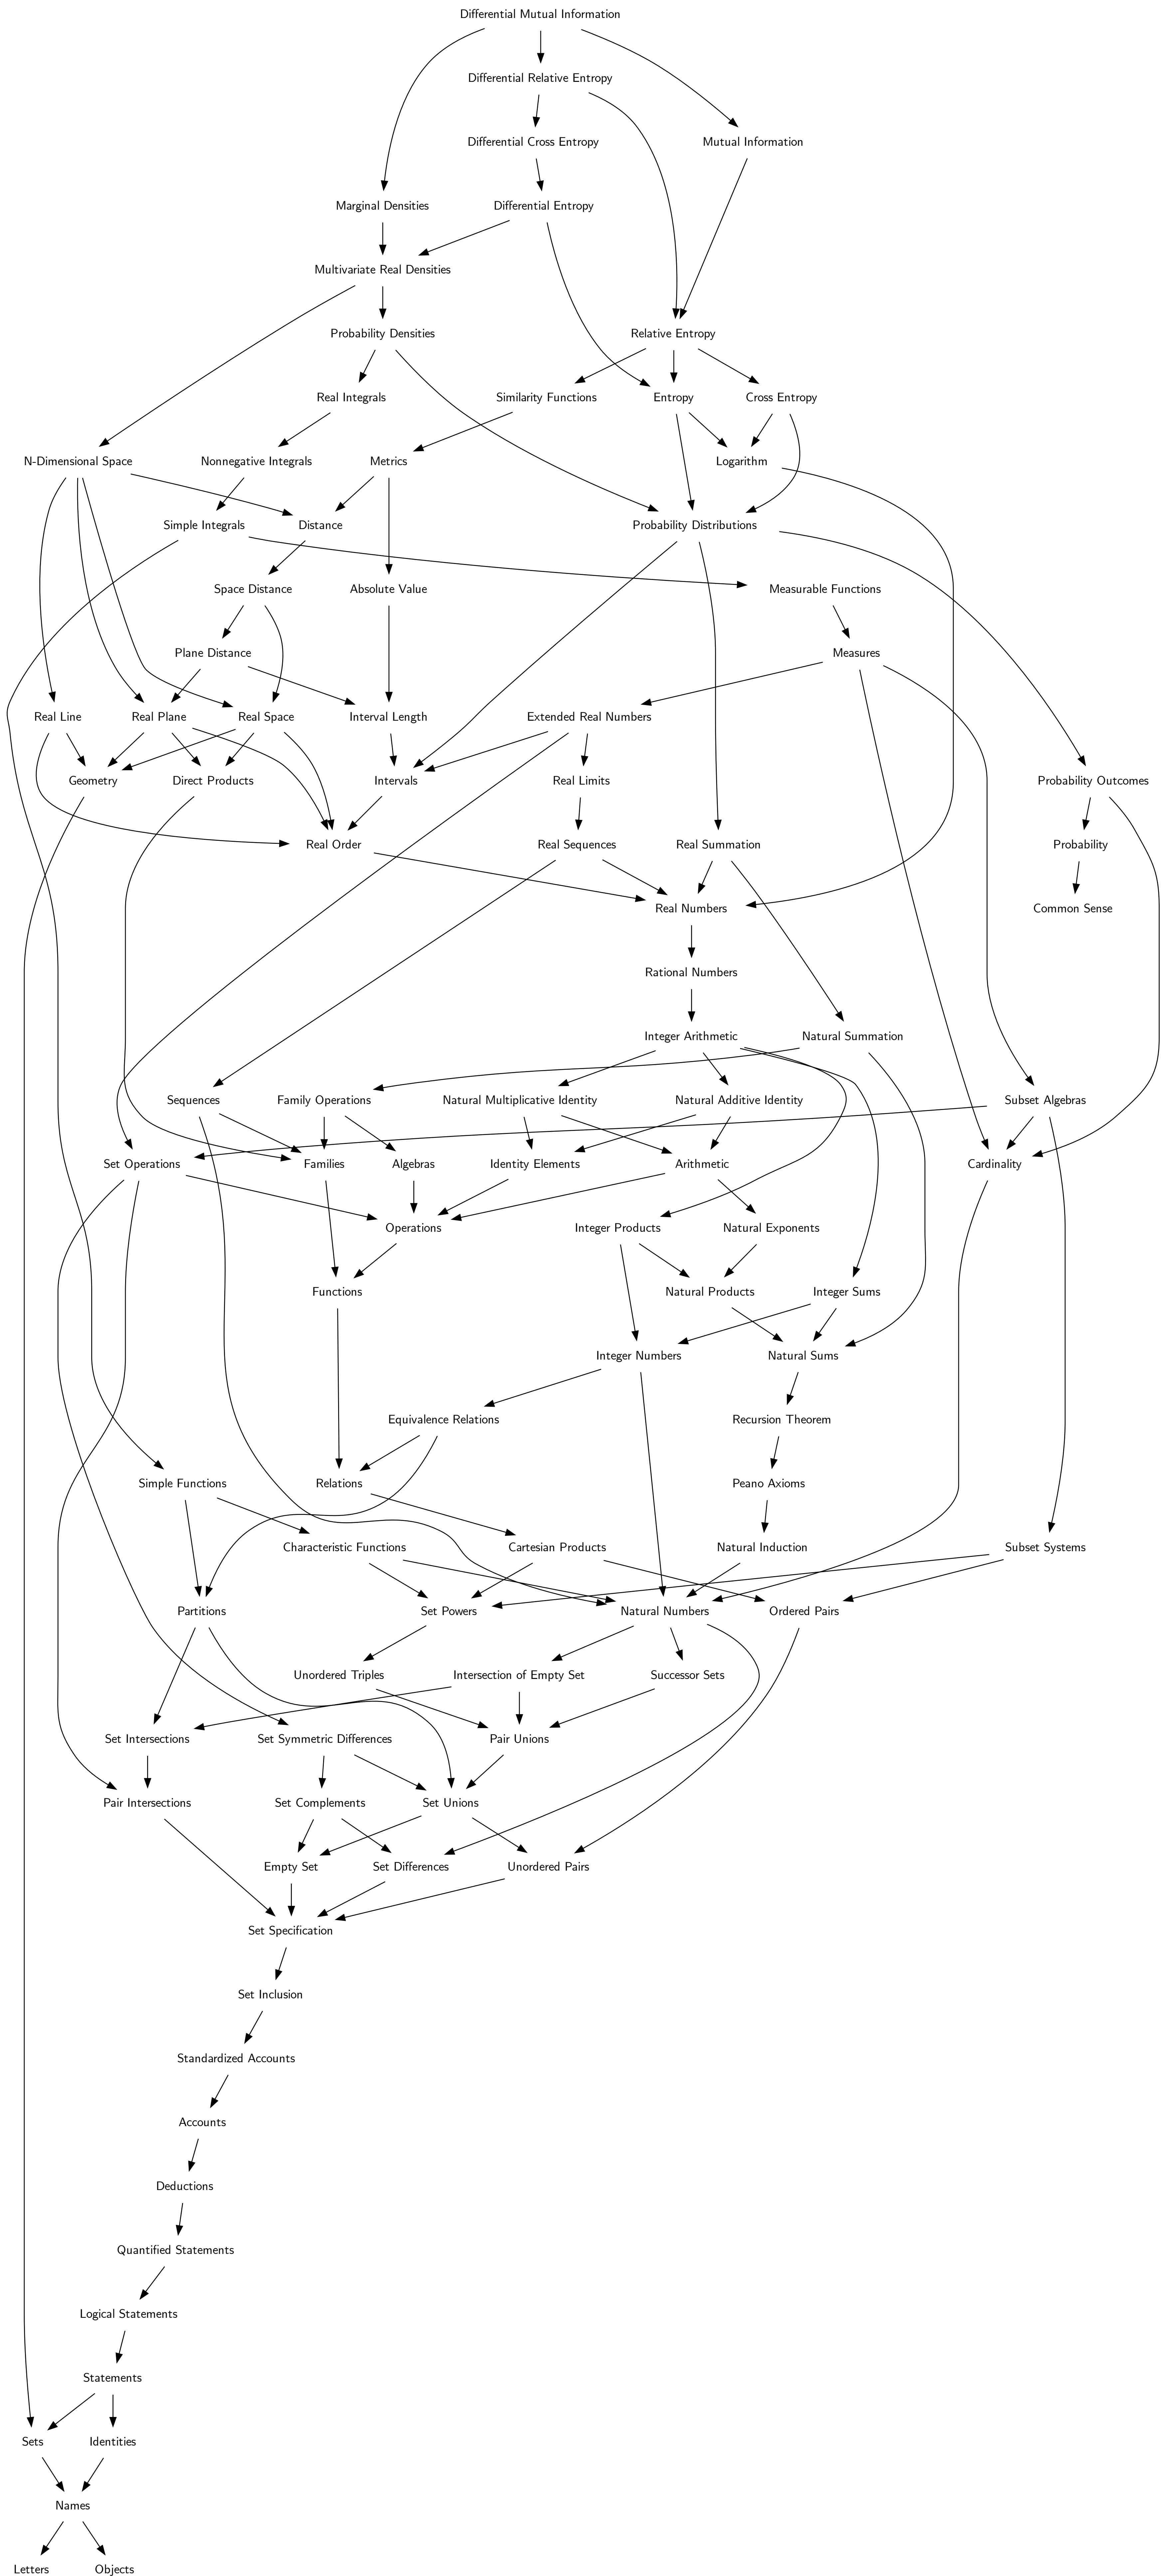 Differential Mutual Information
Differential Relative Entropy
Differential Cross Entropy
Mutual Information
Marginal Densities
Differential Entropy
Multivariate Real Densities
Probability Densities
Relative Entropy
Real Integrals
Similarity Functions
Entropy
Cross Entropy
N-Dimensional Space
Nonnegative Integrals
Metrics
Logarithm
Simple Integrals
Distance
Probability Distributions
Space Distance
Absolute Value
Measurable Functions
Plane Distance
Measures
Real Line
Real Plane
Real Space
Interval Length
Extended Real Numbers
Geometry
Direct Products
Intervals
Real Limits
Probability Outcomes
Real Order
Real Sequences
Real Summation
Probability
Real Numbers
Common Sense
Rational Numbers
Integer Arithmetic
Natural Summation
Sequences
Family Operations
Natural Multiplicative Identity
Natural Additive Identity
Subset Algebras
Set Operations
Families
Algebras
Identity Elements
Arithmetic
Cardinality
Operations
Integer Products
Natural Exponents
Functions
Natural Products
Integer Sums
Integer Numbers
Natural Sums
Equivalence Relations
Recursion Theorem
Simple Functions
Relations
Peano Axioms
Characteristic Functions
Cartesian Products
Natural Induction
Subset Systems
Partitions
Set Powers
Natural Numbers
Ordered Pairs
Unordered Triples
Intersection of Empty Set
Successor Sets
Set Intersections
Set Symmetric Differences
Pair Unions
Pair Intersections
Set Complements
Set Unions
Empty Set
Set Differences
Unordered Pairs
Set Specification
Set Inclusion
Standardized Accounts
Accounts
Deductions
Quantified Statements
Logical Statements
Statements
Sets
Identities
Names
Letters
Objects